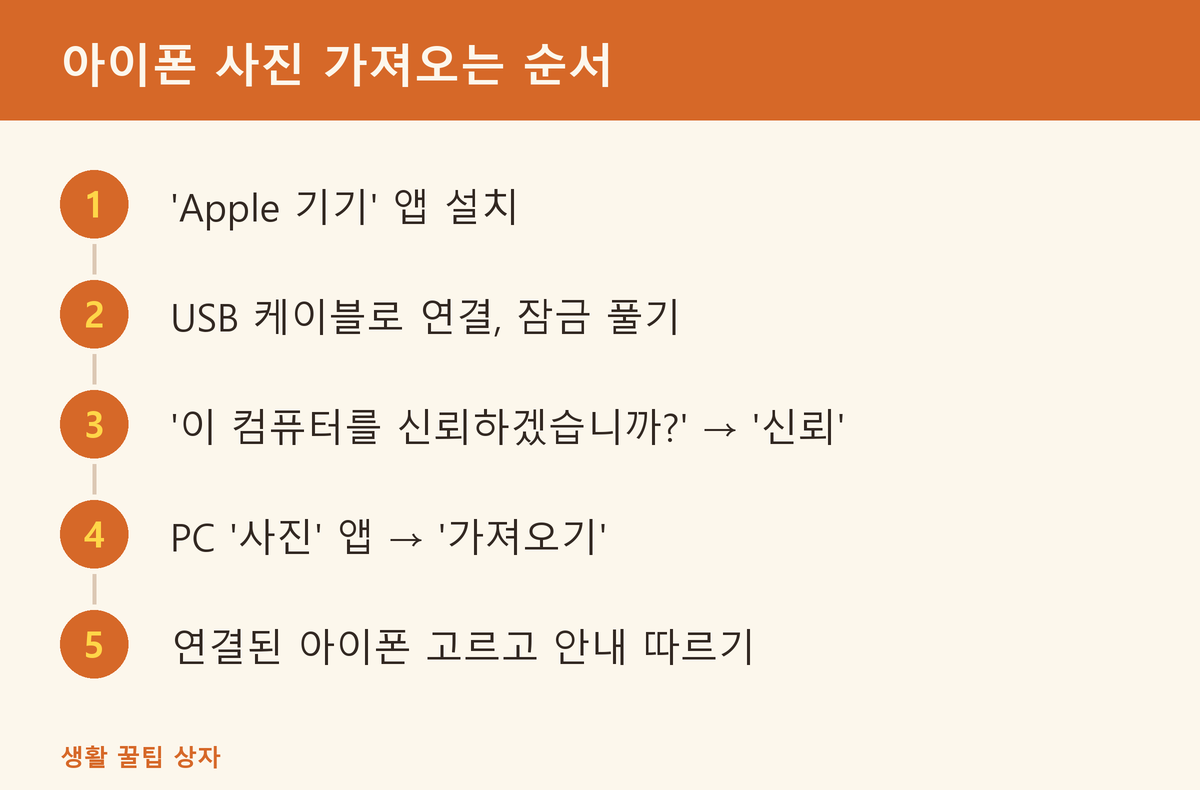 아이폰 사진 가져오는 순서
1 'Apple 기기' 앱 설치
2 USB 케이블로 연결, 잠금 풀기
3 '이 컴퓨터를 신뢰하겠습니까?' → '신뢰'
4 PC '사진' 앱 → '가져오기'
5 연결된 아이폰 고르고 안내 따르기
생활 꿀팁 상자